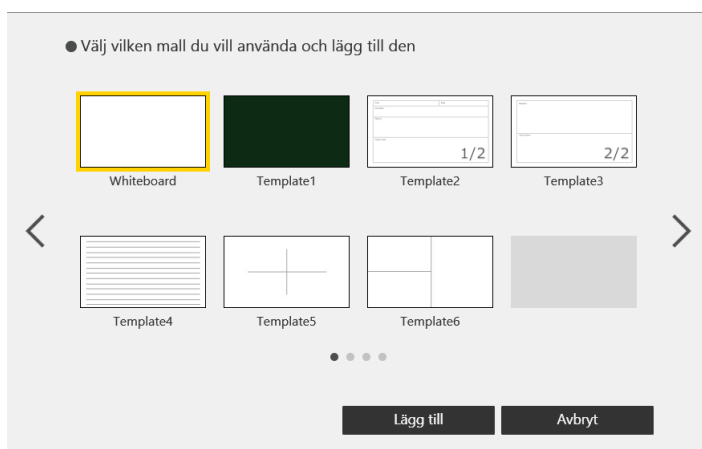 Välj vilken mall du vill använda och lägg till den
1/2
2/2
Whiteboard
Template1
Template2
Template3
Template4
Template5
Template6
Lägg till
Avbryt